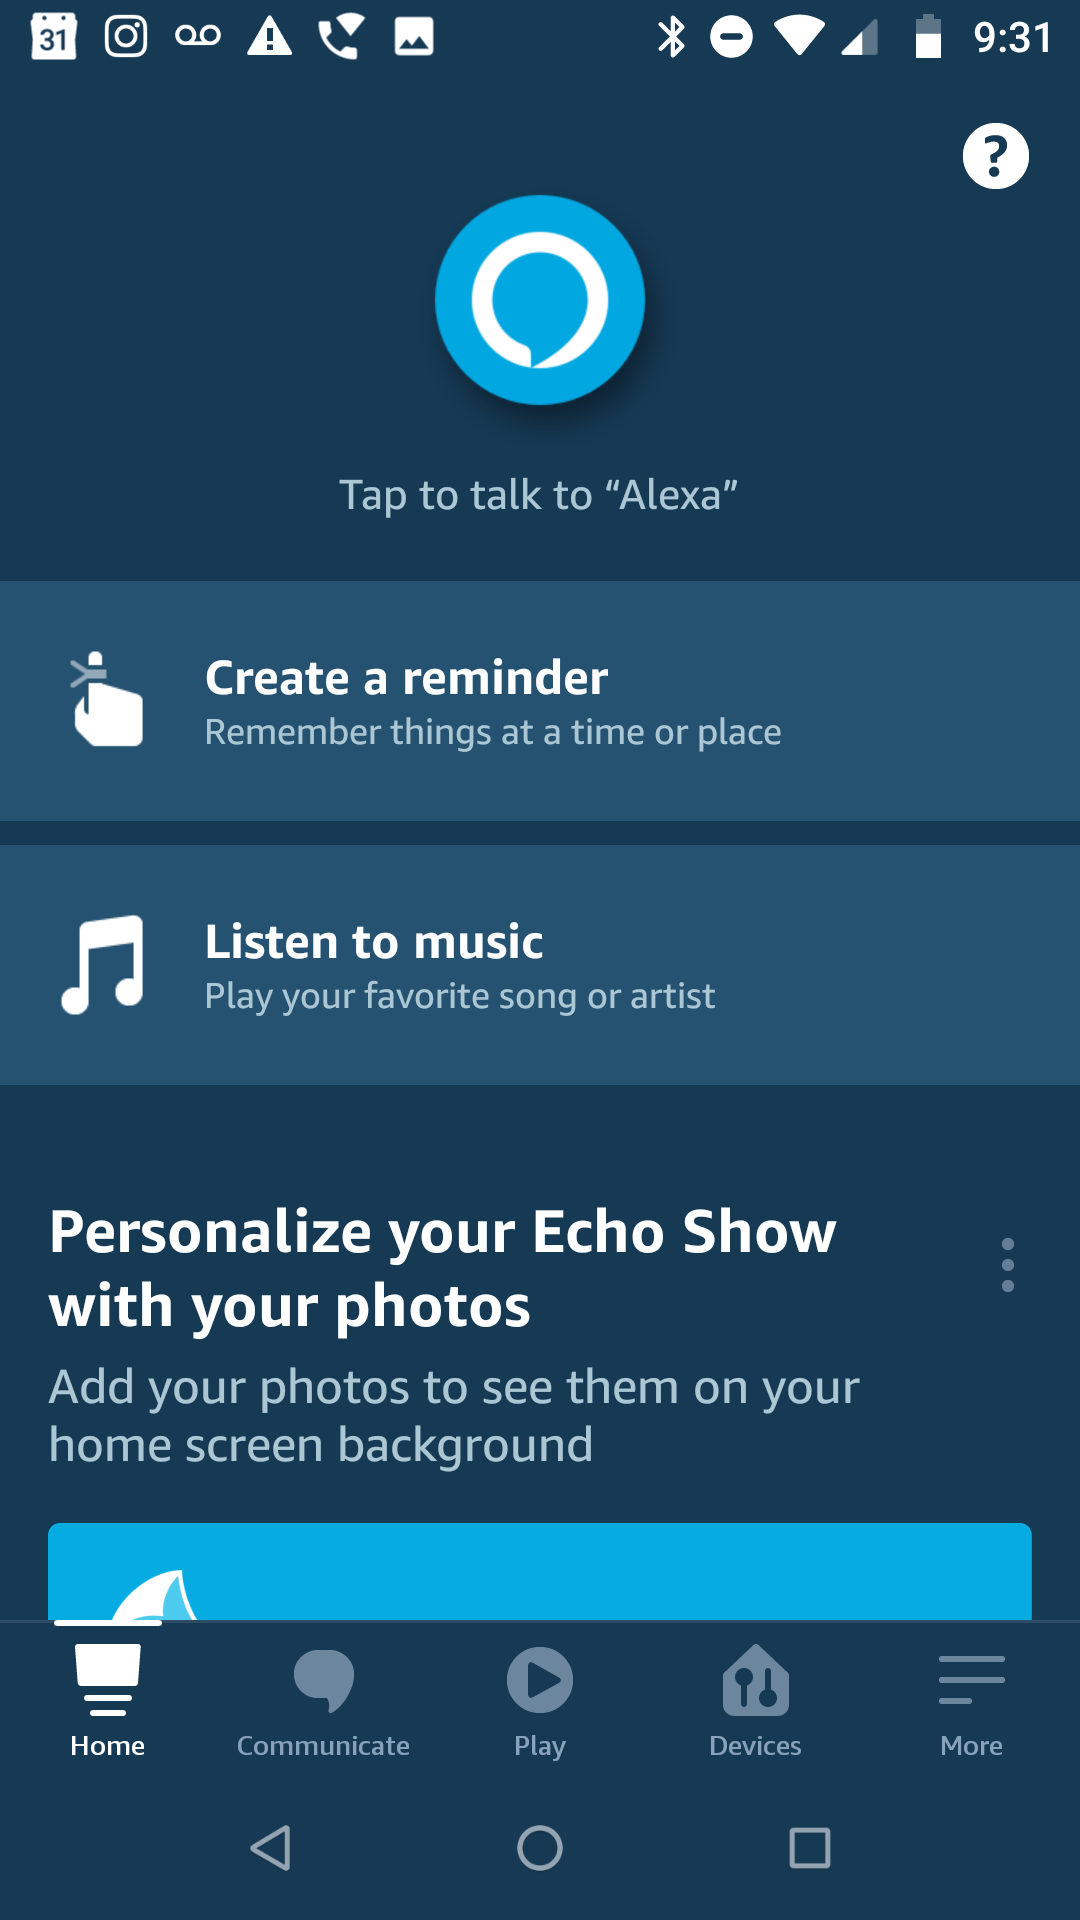 31
9:31
?
Tap to talk to “Alexa”
Create a reminder
Remember things at a time or place
Listen to music
Play your favorite song or artist
Personalize your Echo Show
with your photos
Add your photos to see them on your
home screen background
Home
Communicate
Play
Devices
More